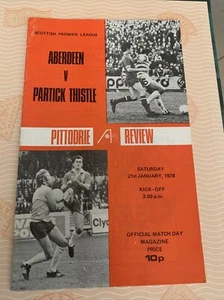 SCOTTISH PREMIER LEAGUE
ABERDEEN
V
PARTICK THISTLE
PITTODRIE REVIEW
SATURDAY
21st JANUARY, 1978
KICK-OFF
3.00 p.m.
OFFICIAL MATCH DAY
MAGAZINE
PRICE
10p